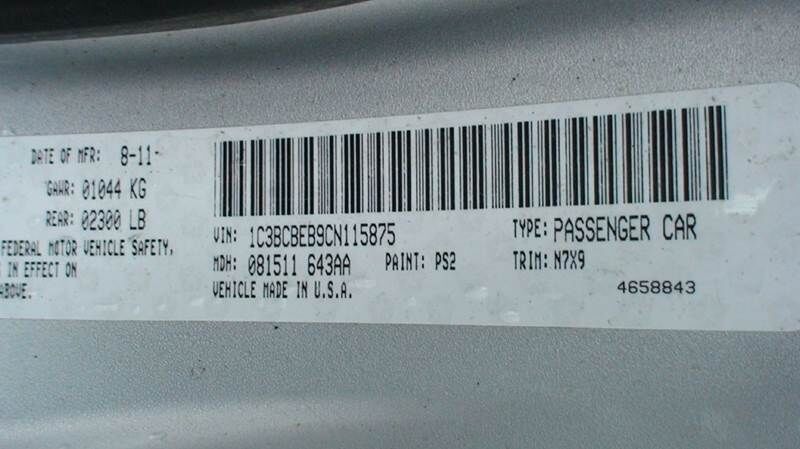 DATE OF MFR: 8-11
GAWR: 01044 KG
REAR: 02300 LB
FEDERAL MOTOR VEHICLE SAFETY,
IN EFFECT ON
ABOVE.
VIN: 1C3BCBEB9CN115875
TYPE: PASSENGER CAR
MDH: 081511 643AA PAINT: PS2 TRIM: N7X9
VEHICLE MADE IN U.S.A. 4658843